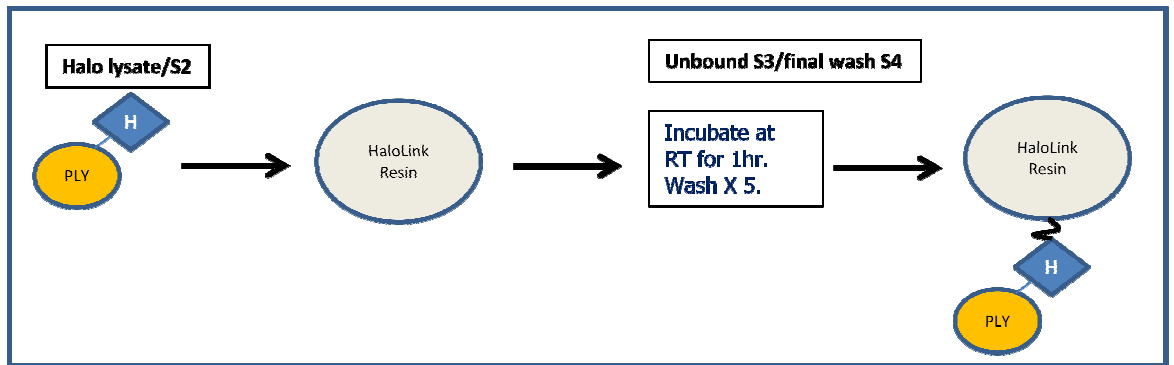 Halo lysate/S2
H
PLY
HaloLink
Resin
Unbound S3/final wash S4
Incubate at
RT for 1hr.
Wash X 5.
HaloLink
Resin
H
PLY